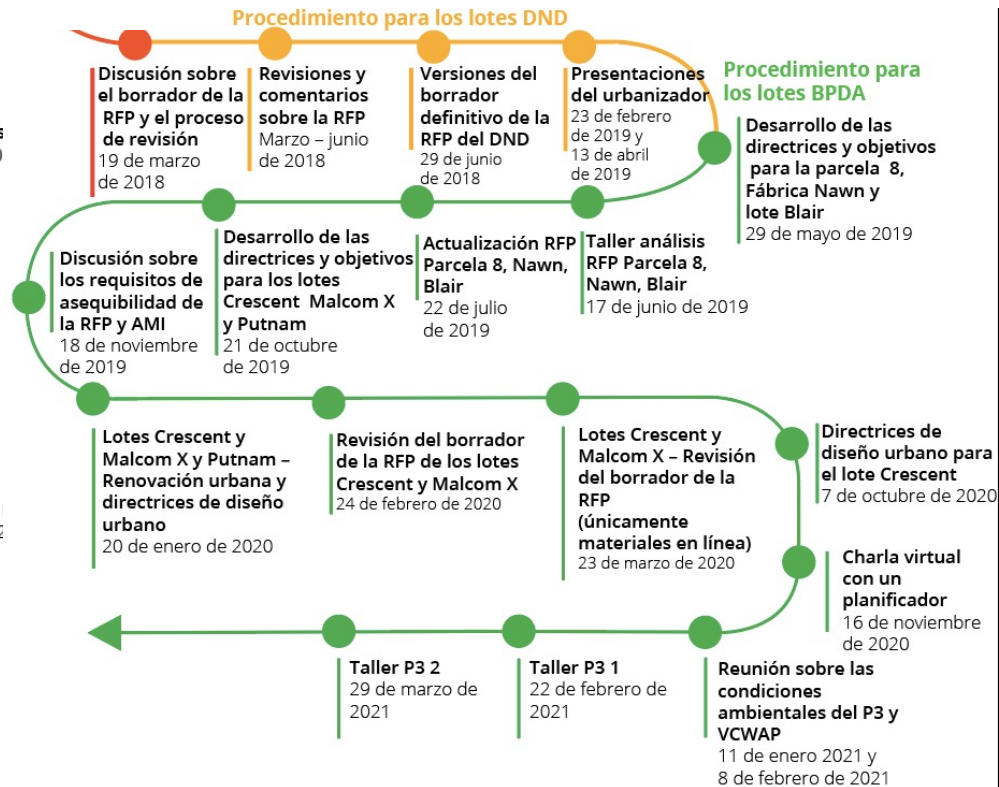 Procedimiento para los lotes DND
Discusión sobre
el borrador de la
RFP y el proceso
de revisión
19 de marzo
de 2018
Revisiones y
comentarios
sobre la RFP
Marzo – junio
de 2018
Versiones del
borrador
definitivo de la
RFP del DND
29 de junio
de 2018
Presentaciones
del urbanizador
23 de febrero
de 2019 y
13 de abril
de 2019
Procedimiento para
los lotes BPDA
Desarrollo de las
directrices y objetivos
para la parcela 8,
Fábrica Nawn y
lote Blair
29 de mayo de 2019
Taller análisis
RFP Parcela 8,
Nawn, Blair
17 de junio de 2019
Actualización RFP
Parcela 8, Nawn,
Blair
22 de julio
de 2019
Desarrollo de las
directrices y objetivos
para los lotes
Crescent Malcom X
y Putnam
21 de octubre
de 2019
Discusión sobre
los requisitos de
asequibilidad de
la RFP y AMI
18 de noviembre
de 2019
Lotes Crescent y
Malcom X y Putnam –
Renovación urbana y
directrices de diseño
urbano
20 de enero de 2020
Revisión del borrador
de la RFP de los lotes
Crescent y Malcom X
24 de febrero de 2020
Lotes Crescent y
Malcom X – Revisión
del borrador de la
RFP
(únicamente
materiales en línea)
23 de marzo de 2020
Directrices de
diseño urbano para
el lote Crescent
7 de octubre de 2020
Charla virtual
con un
planificador
16 de noviembre
de 2020
Reunión sobre las
condiciones
ambientales del P3 y
VCWAP
11 de enero 2021 y
8 de febrero de 2021
Taller P3 1
22 de febrero de
2021
Taller P3 2
29 de marzo de
2021